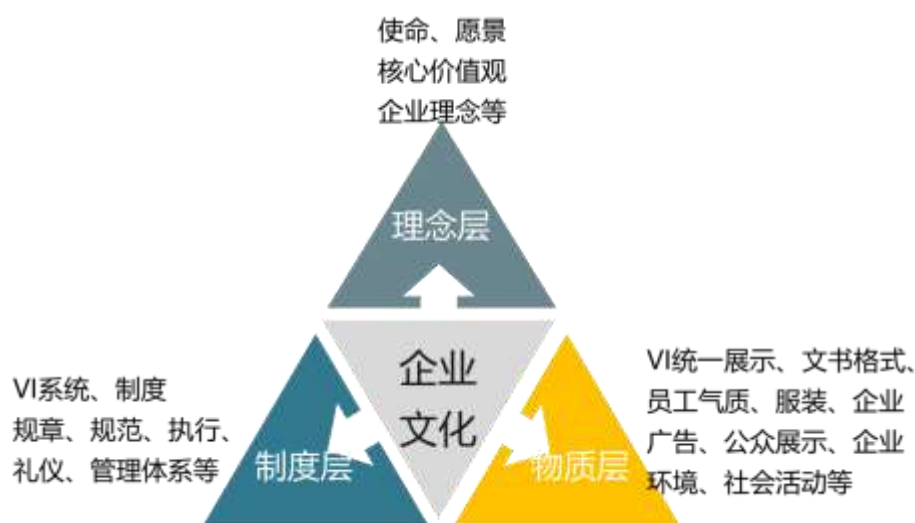 使命、愿景
核心价值观
企业理念等
理念层
企业
文化
VI系统、制度
规章、规范、执行、
礼仪、管理体系等
制度层
物质层
VI统一展示、文书格式、
员工气质、服装、企业
广告、公众展示、企业
环境、社会活动等